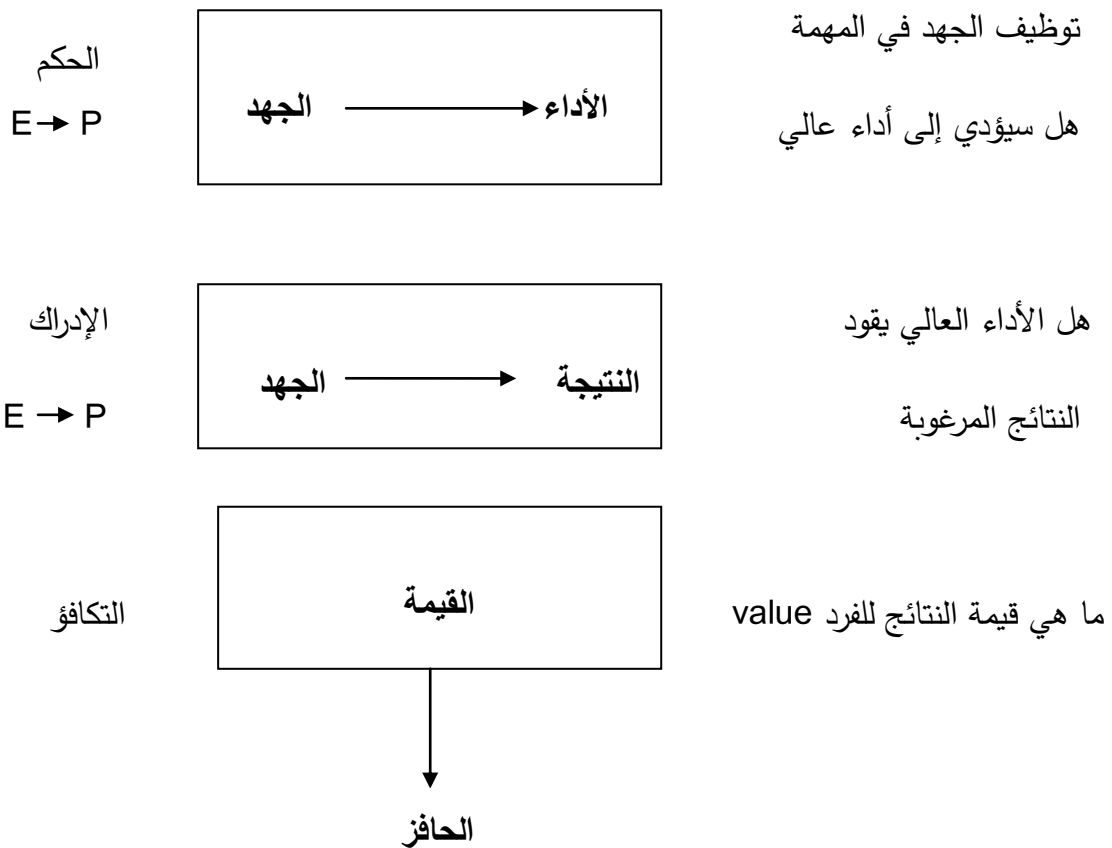 توظيف الجهد في المهمة
الحكم
هل سيؤدي إلى أداء عالي
الجهد
الأداء
E → P
هل الأداء العالي يقود
الإدراك
الجهد
النتيجة
النتائج المرغوبة
E → P
ما هي قيمة النتائج للفرد value
القيمة
التكافؤ
الحافز